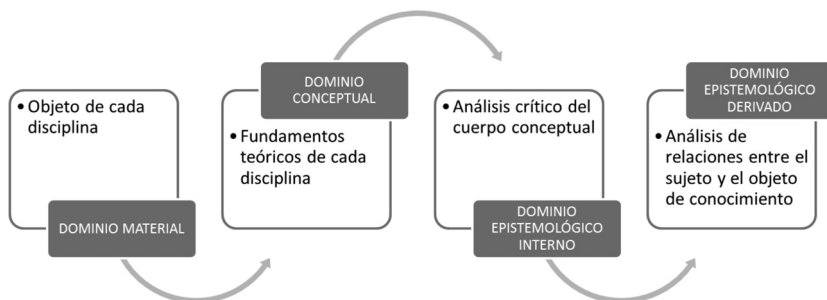 • Objeto de cada
disciplina
DOMINIO MATERIAL
DOMINIO
CONCEPTUAL
• Fundamentos
teóricos de cada
disciplina
• Análisis crítico del
cuerpo conceptual
DOMINIO
EPISTEMOLÓGICO
INTERNO
DOMINIO
EPISTEMOLÓGICO
DERIVADO
• Análisis de
relaciones entre el
sujeto y el objeto
de conocimiento